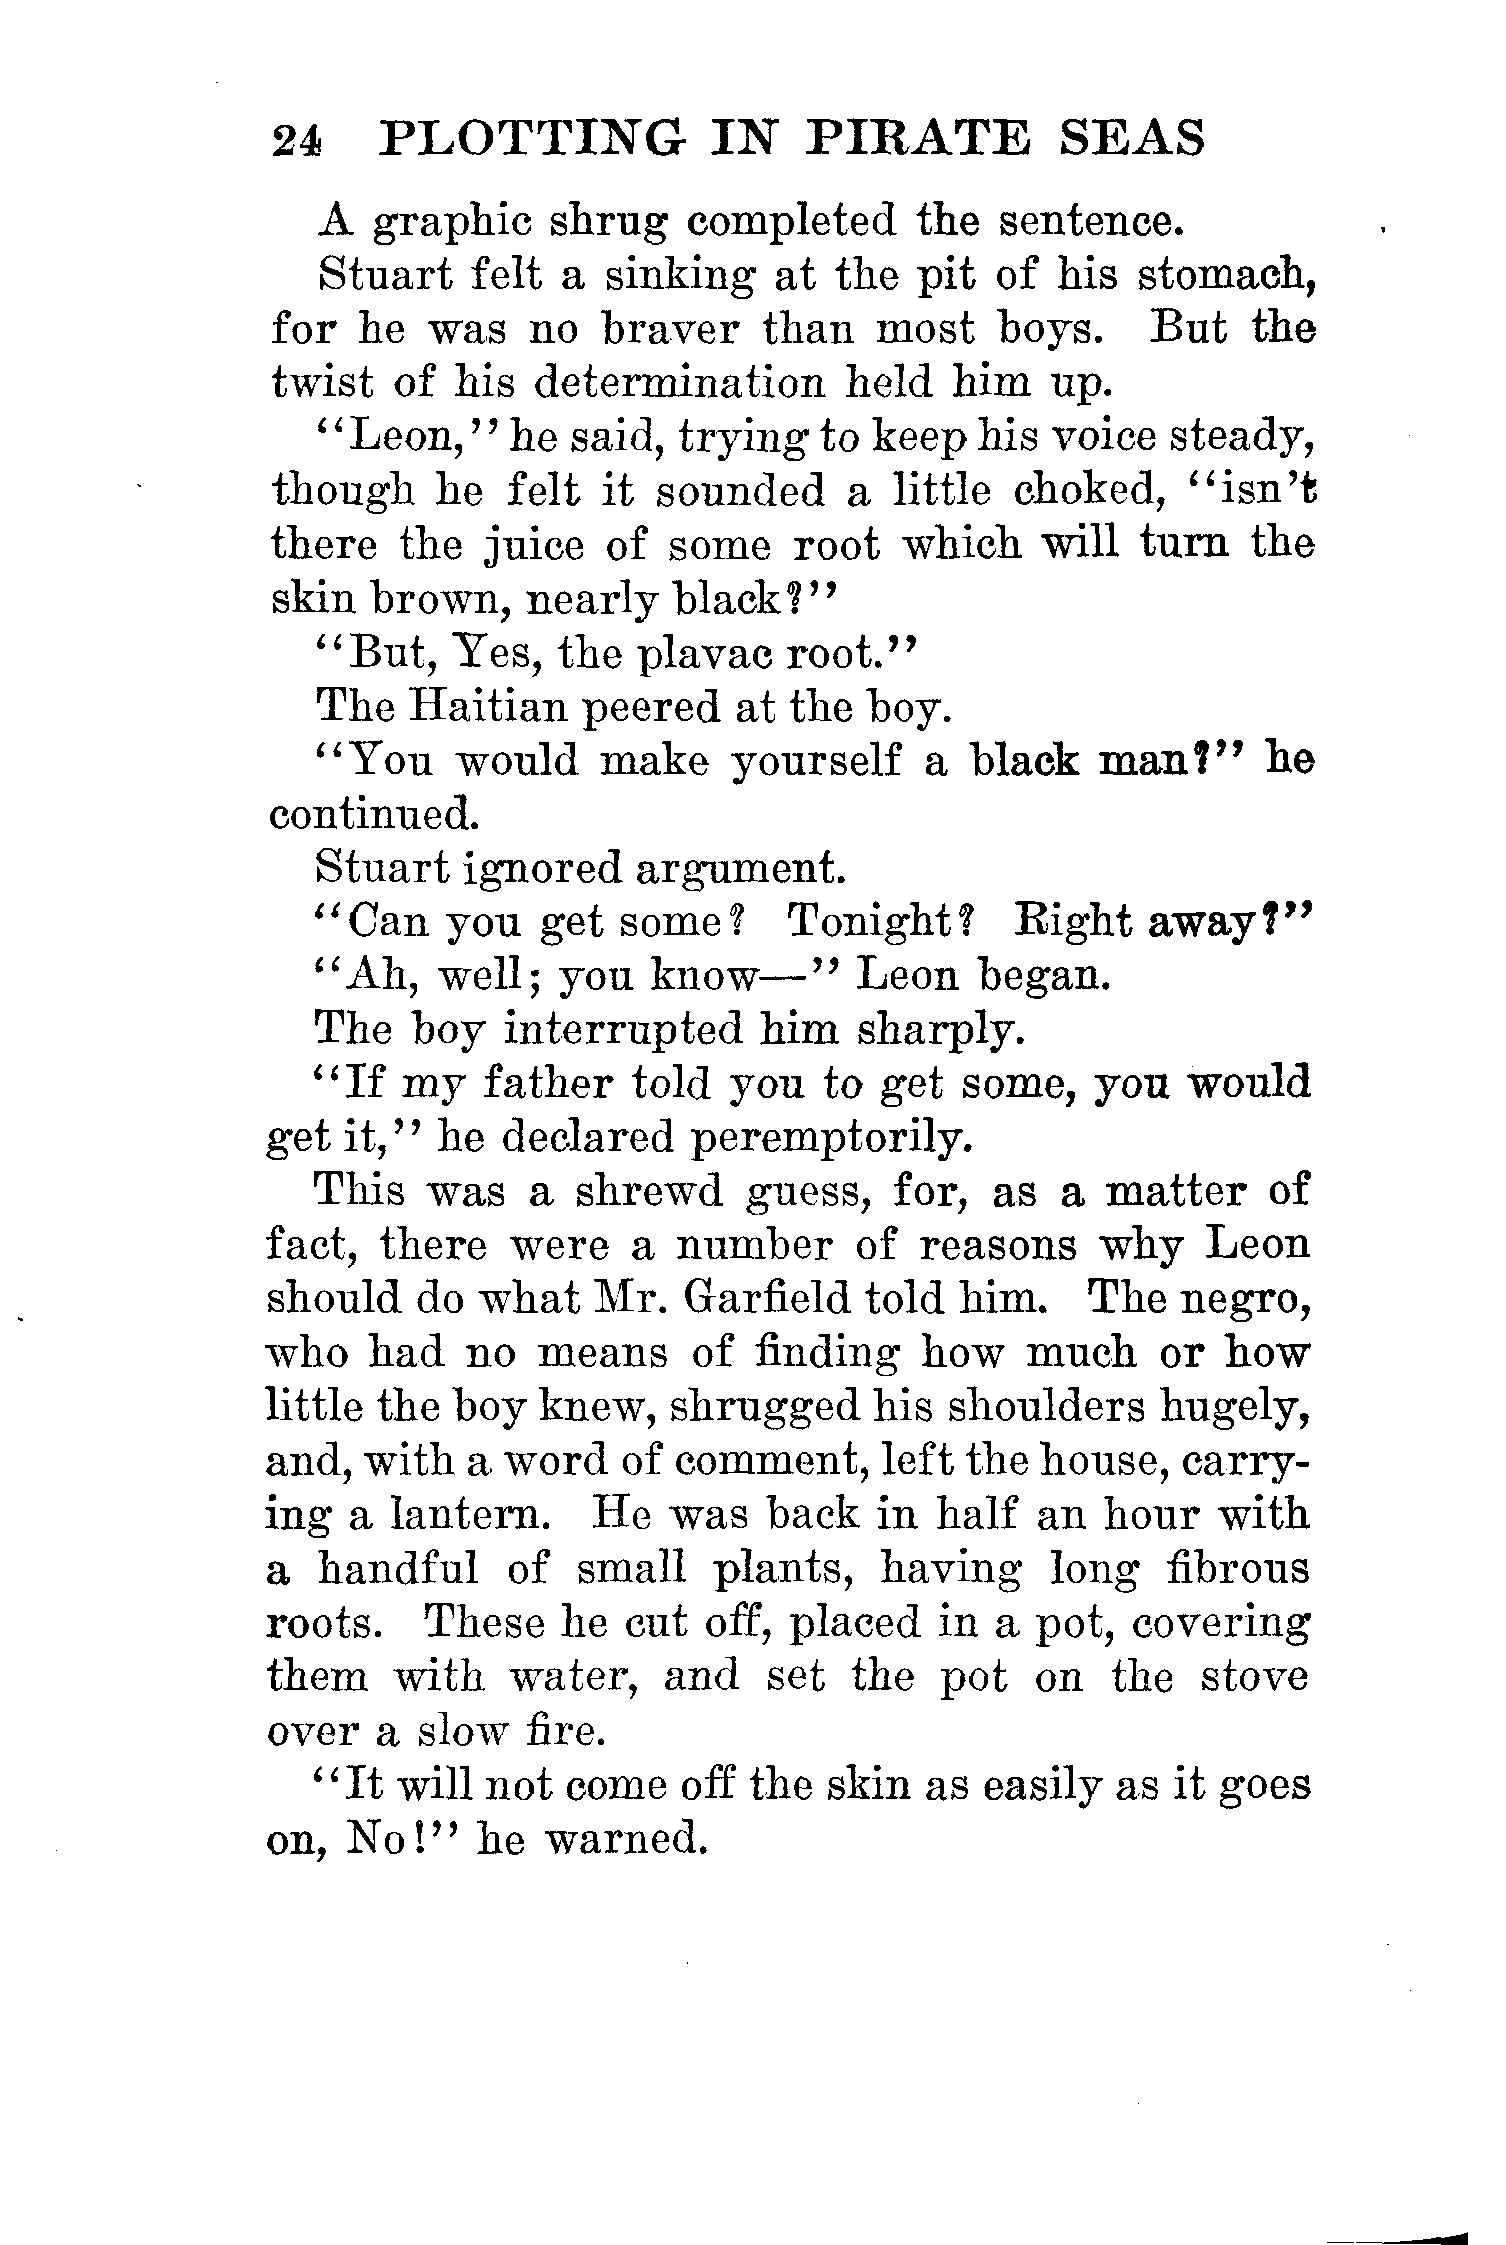 24 PLOTTING IN PIRATE SEAS
A graphic shrug completed the sentence.
Stuart felt a sinking at the pit of his stomach,
for he was no braver than most boys. But the
twist of his determination held him up.
“Leon,” he said, trying to keep his voice steady,
though he felt it sounded a little choked, “isn’t
there the juice of some root which will turn the
skin brown, nearly black?”
“But, Yes, the plavac root.”
The Haitian peered at the boy.
“You would make yourself a black man?” he
continued.
Stuart ignored argument.
“Can you get some? Tonight? Right away?”
“Ah, well; you know—” Leon began.
The boy interrupted him sharply.
“If my father told you to get some, you would
get it,” he declared peremptorily.
This was a shrewd guess, for, as a matter of
fact, there were a number of reasons why Leon
should do what Mr. Garfield told him. The negro,
who had no means of finding how much or how
little the boy knew, shrugged his shoulders hugely,
and, with a word of comment, left the house, carry-
ing a lantern. He was back in half an hour with
a handful of small plants, having long fibrous
roots. These he cut off, placed in a pot, covering
them with water, and set the pot on the stove
over a slow fire.
“It will not come off the skin as easily as it goes
on, No!” he warned.